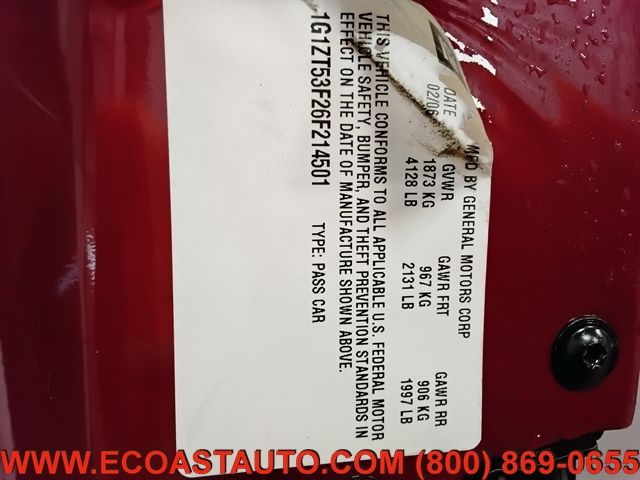 MFD BY GENERAL MOTORS CORP
DATE GVWR GAWR FRT GAWR RR
02/06 1873 KG 967 KG 906 KG
4128 LB 2131 LB 1997 LB
THIS VEHICLE CONFORMS TO ALL APPLICABLE U.S. FEDERAL MOTOR
VEHICLE SAFETY, BUMPER, AND THEFT PREVENTION STANDARDS IN
EFFECT ON THE DATE OF MANUFACTURE SHOWN ABOVE.
1G1ZT53F26F214501 TYPE: PASS CAR
WWW.ECOASTAUTO.COM (800) 869-0655